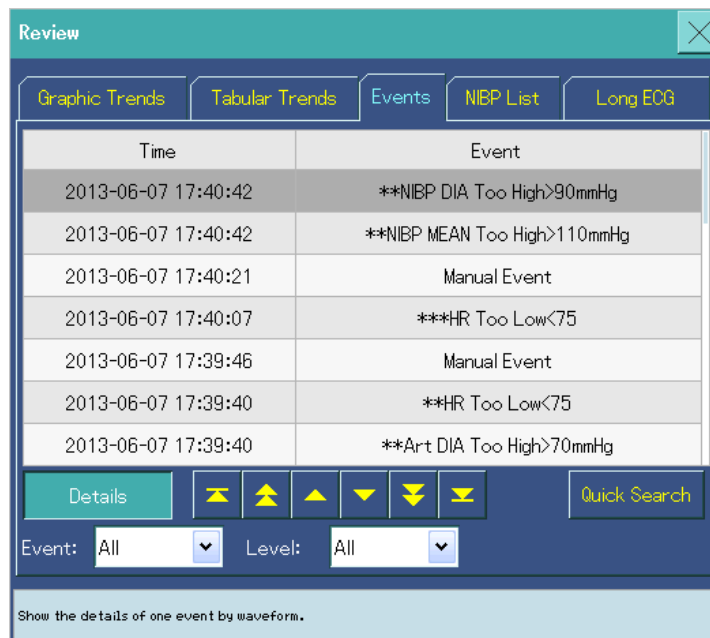 Review
Graphic Trends Tabular Trends Events NIBP List Long ECG
Time Event
2013-06-07 17:40:42 **NIBP DIA Too High>90mmHg
2013-06-07 17:40:42 **NIBP MEAN Too High>110mmHg
2013-06-07 17:40:21 Manual Event
2013-06-07 17:40:07 ***HR Too Low<75
2013-06-07 17:39:46 Manual Event
2013-06-07 17:39:40 **HR Too Low<75
2013-06-07 17:39:40 **Art DIA Too High>70mmHg
Details Quick Search
Event: All Level: All
Show the details of one event by waveform.